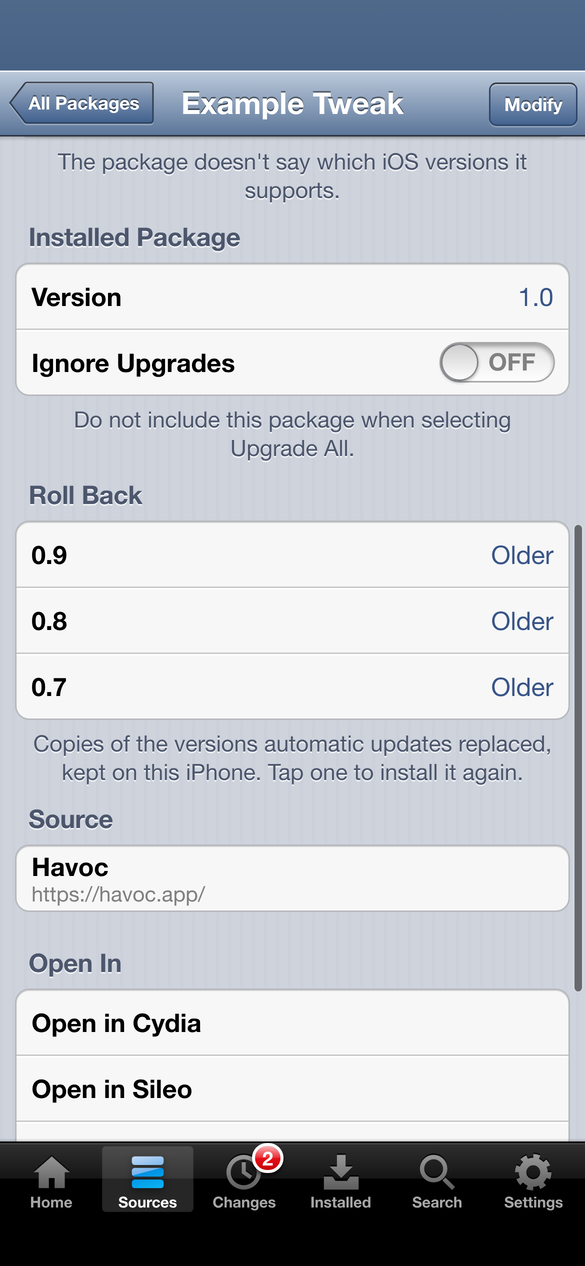 All Packages
Example Tweak
Modify
The package doesn't say which iOS versions it
supports.
Installed Package
Version 1.0
Ignore Upgrades OFF
Do not include this package when selecting
Upgrade All.
Roll Back
0.9 Older
0.8 Older
0.7 Older
Copies of the versions automatic updates replaced,
kept on this iPhone. Tap one to install it again.
Source
Havoc
https://havoc.app/
Open In
Open in Cydia
Open in Sileo
2
Home Sources Changes Installed Search Settings